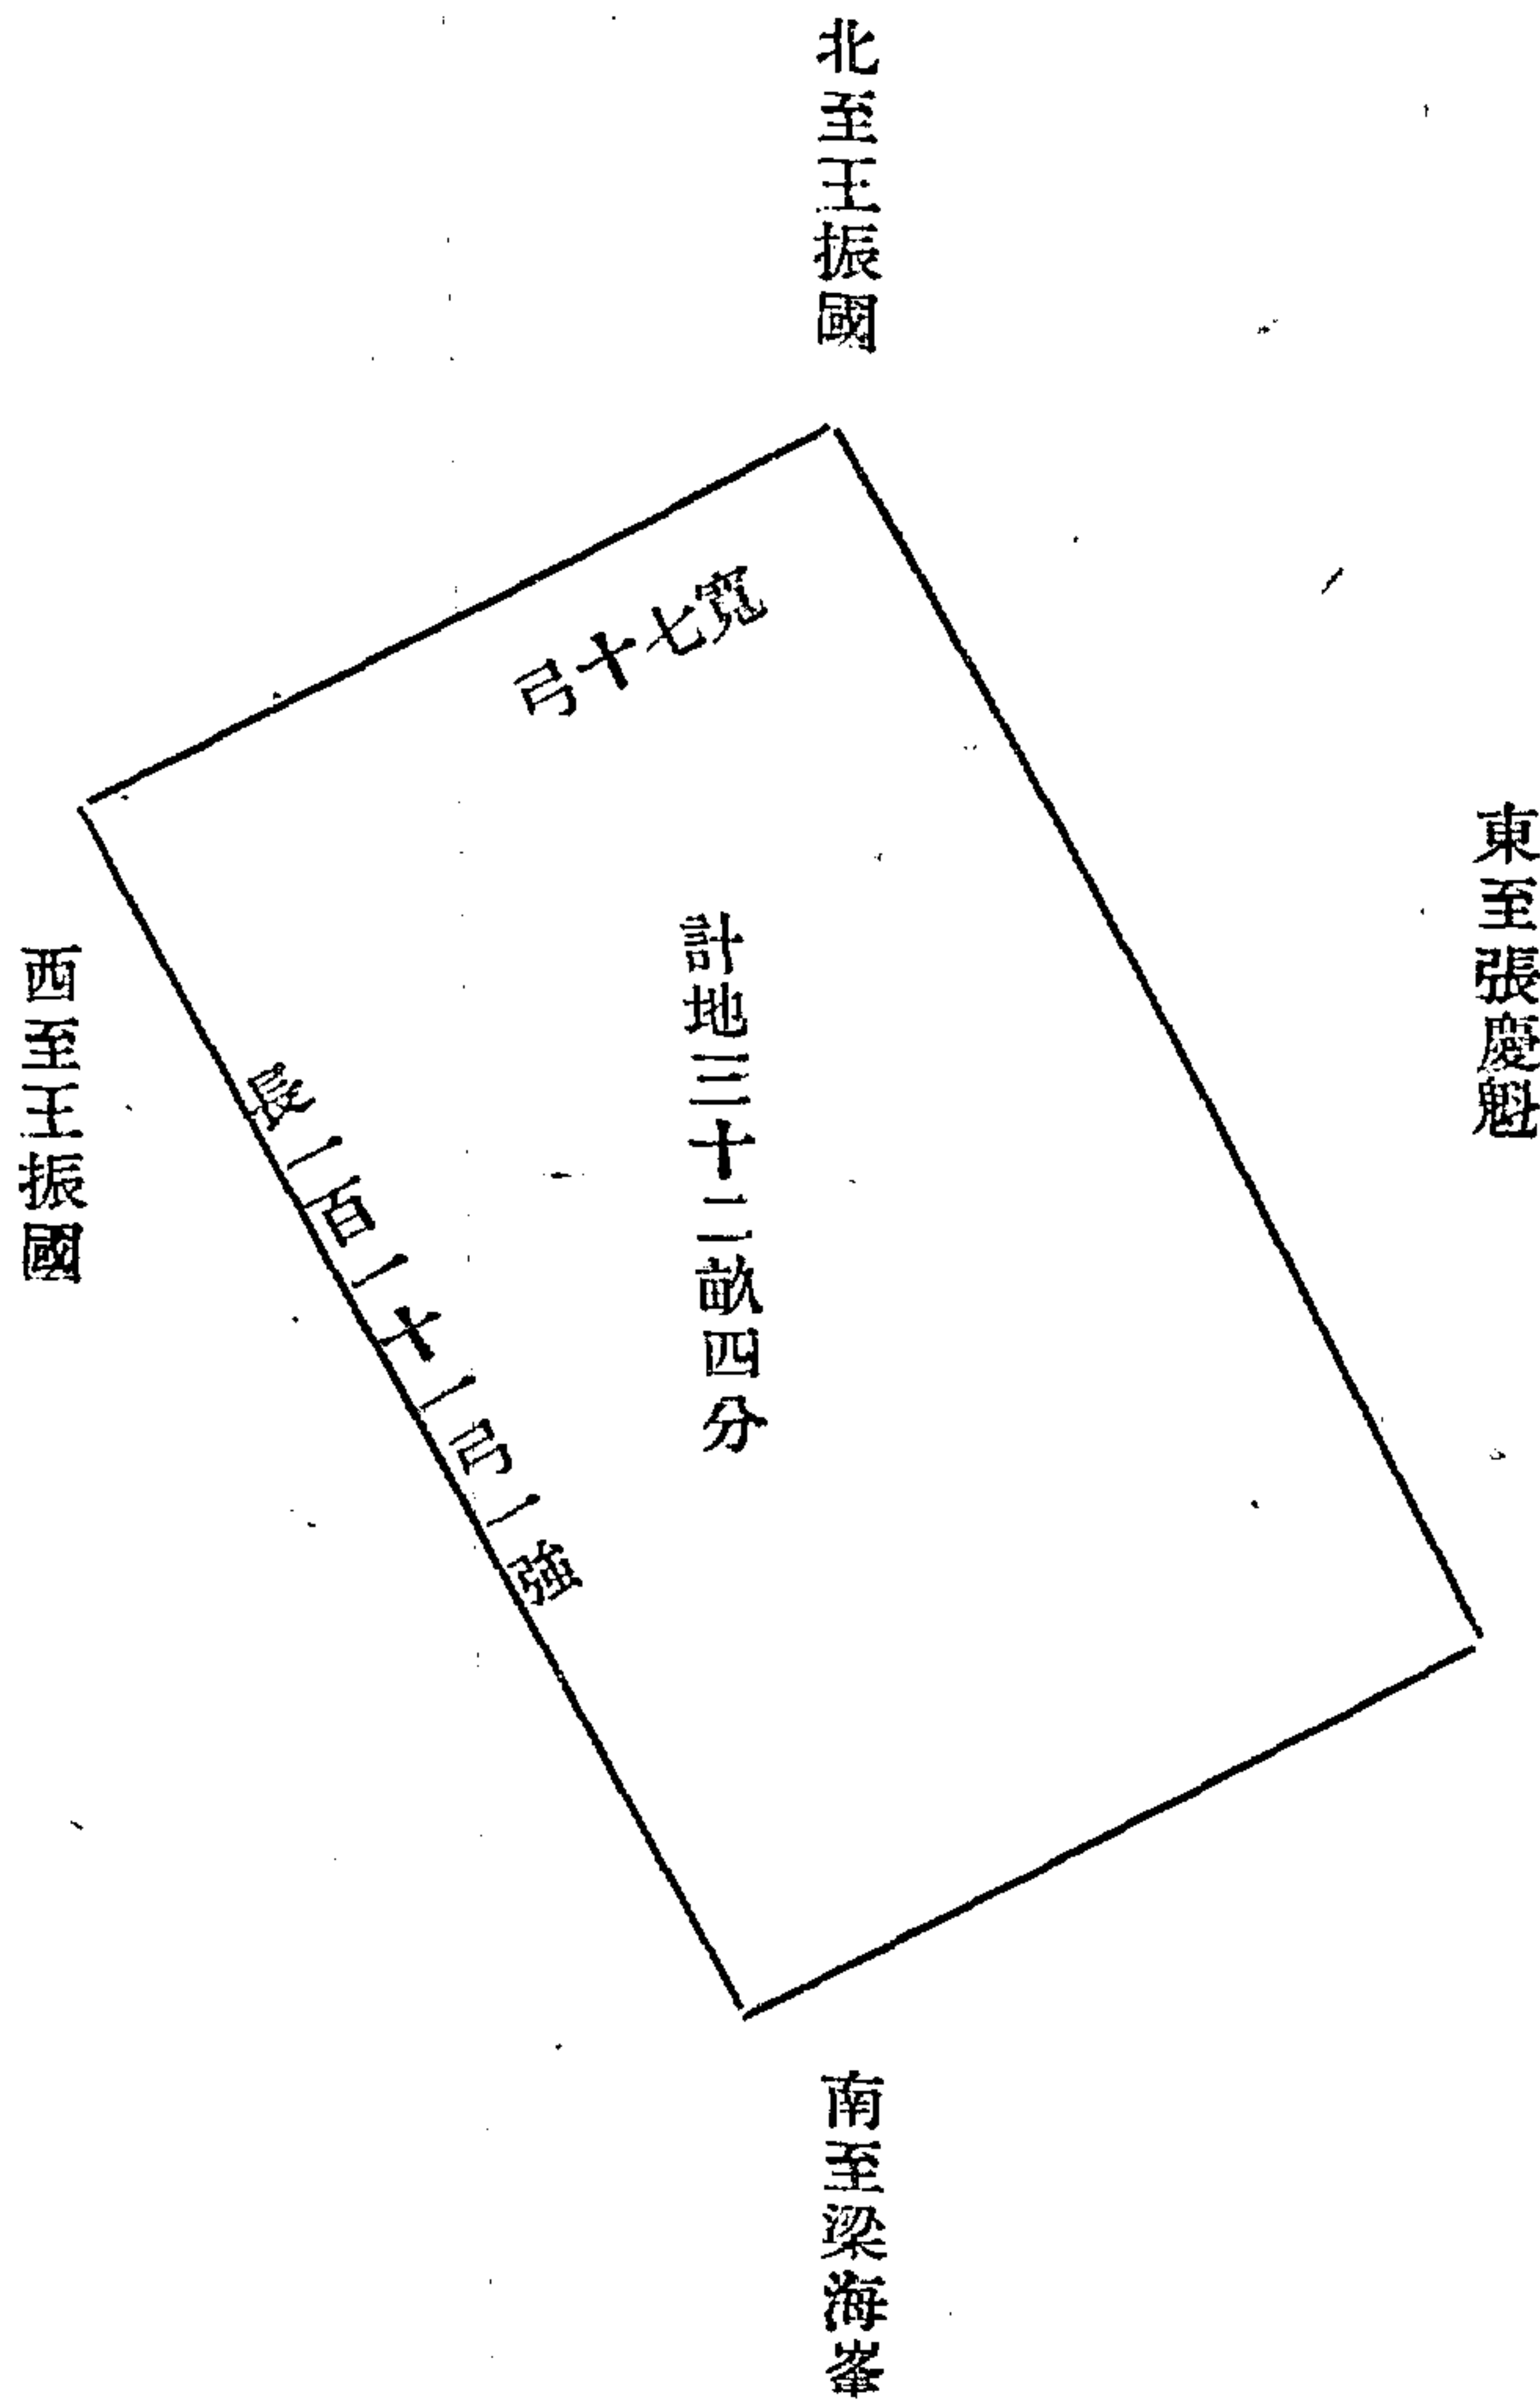 北至王振國
東至張慶魁
寬七十弓
計地三十二畝四分
長一百一十一弓一強
西至王振國
南至梁海峯